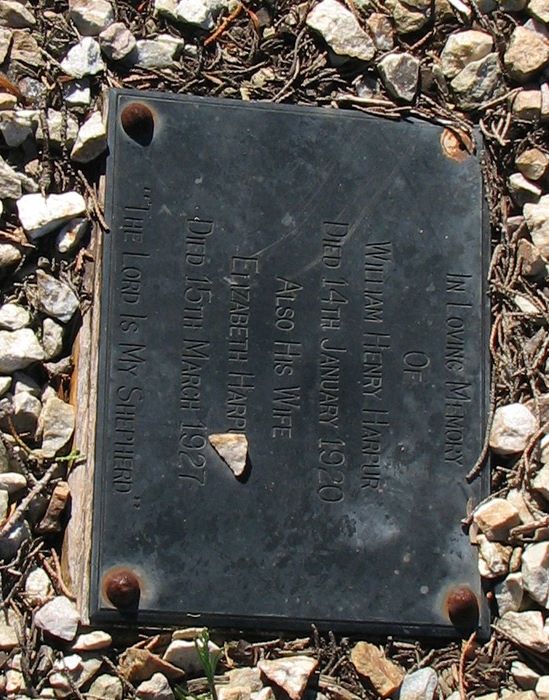 In Loving Memory
Of
William Henry Harpur
Died 14th January 1920
Also His Wife
Elizabeth
Died 15th March 1927
"The Lord Is My Shepherd"